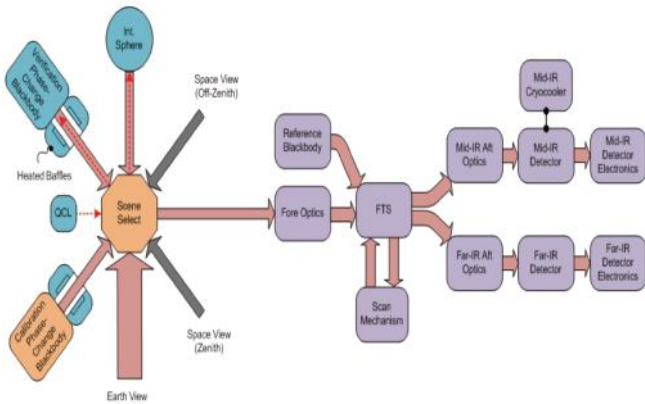 Int.
Sphere
Verification
Phase-
Change
Blackbody
Space View
(Off-Zenith)
Heated Baffles
QCL
Scene
Select
Calibration
Phase-
Change
Blackbody
Earth View
Space View
(Zenith)
Reference
Blackbody
Fore Optics
FTS
Scan
Mechanism
Mid-IR
Cryocooler
Mid-IR Aft
Optics
Mid-IR
Detector
Mid-IR
Detector
Electronics
Far-IR Aft
Optics
Far-IR
Detector
Far-IR
Detector
Electronics